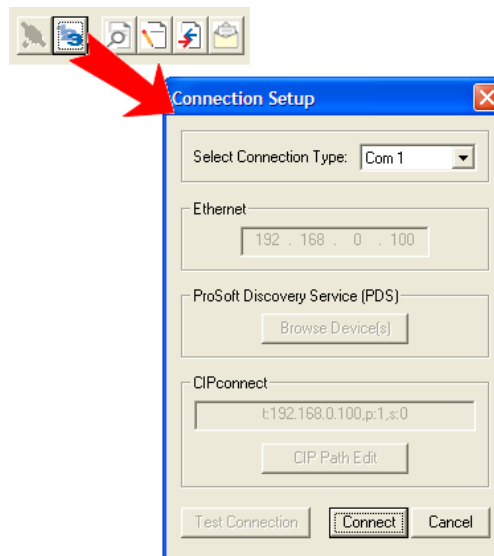 Connection Setup
Select Connection Type: Com 1
Ethernet
192 . 168 . 0 . 100
ProSoft Discovery Service (PDS)
Browse Device(s)
CIPconnect
t:192.168.0.100,p:1,s:0
CIP Path Edit
Test Connection Connect Cancel